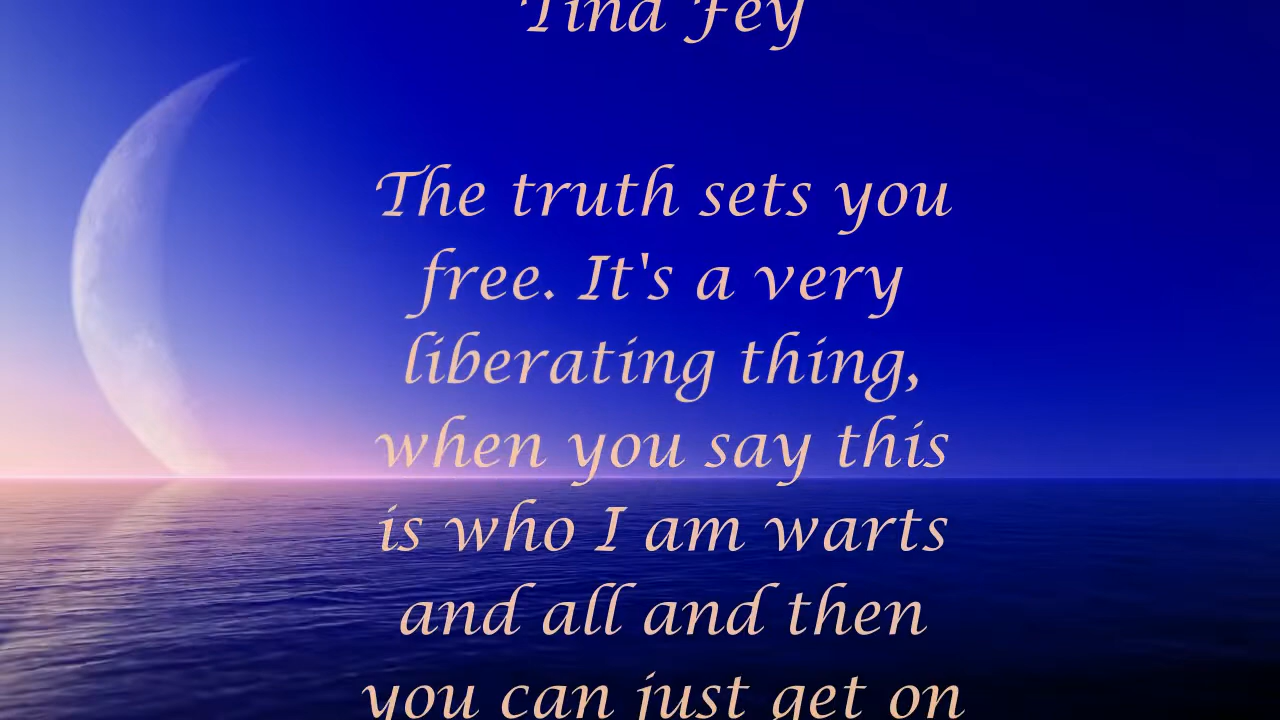 Tina Fey
The truth sets you
free. It's a very
liberating thing,
when you say this
is who I am warts
and all and then
you can just get on